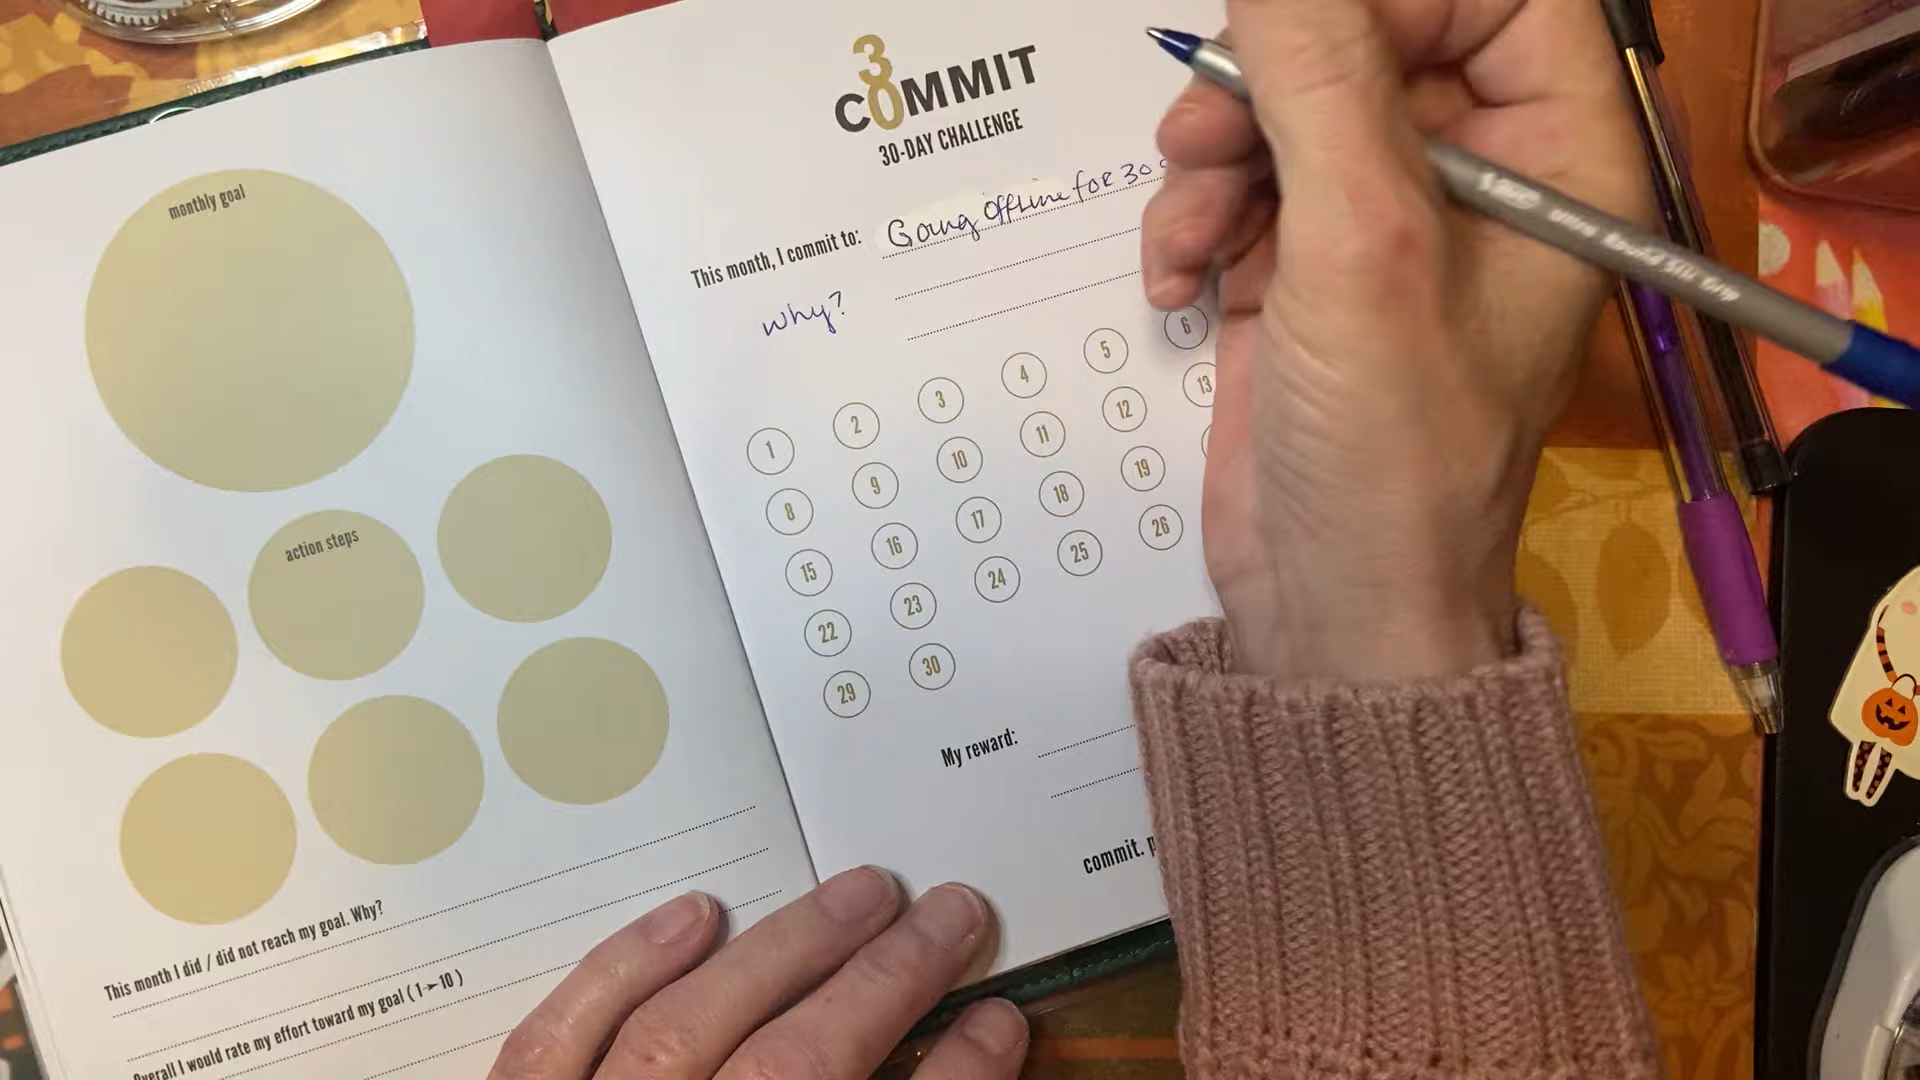 monthly goal
action steps
This month I did / did not reach my goal. Why?
Overall I would rate my effort toward my goal (1➤10)
30
COMMIT
30-DAY CHALLENGE
This month, I commit to: Going offline for 30
why?
1 2 3 4 5 6
8 9 10 11 12 13
15 16 17 18 19
22 23 24 25 26
29 30
My reward:
commit.